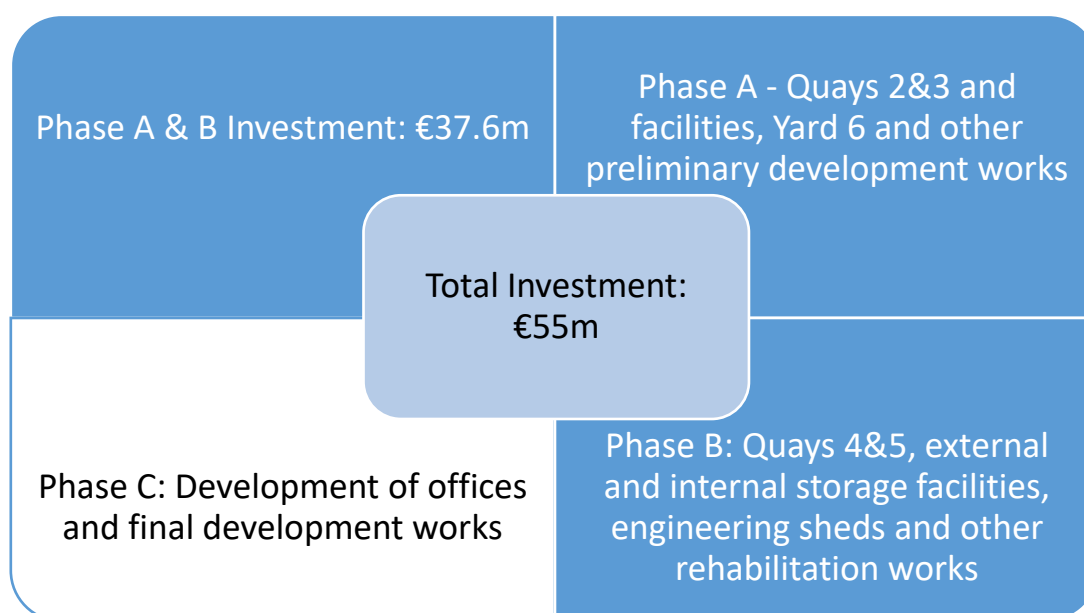 Phase A & B Investment: €37.6m
Phase A - Quays 2&3 and
facilities, Yard 6 and other
preliminary development works
Total Investment:
€55m
Phase C: Development of offices
and final development works
Phase B: Quays 4&5, external
and internal storage facilities,
engineering sheds and other
rehabilitation works